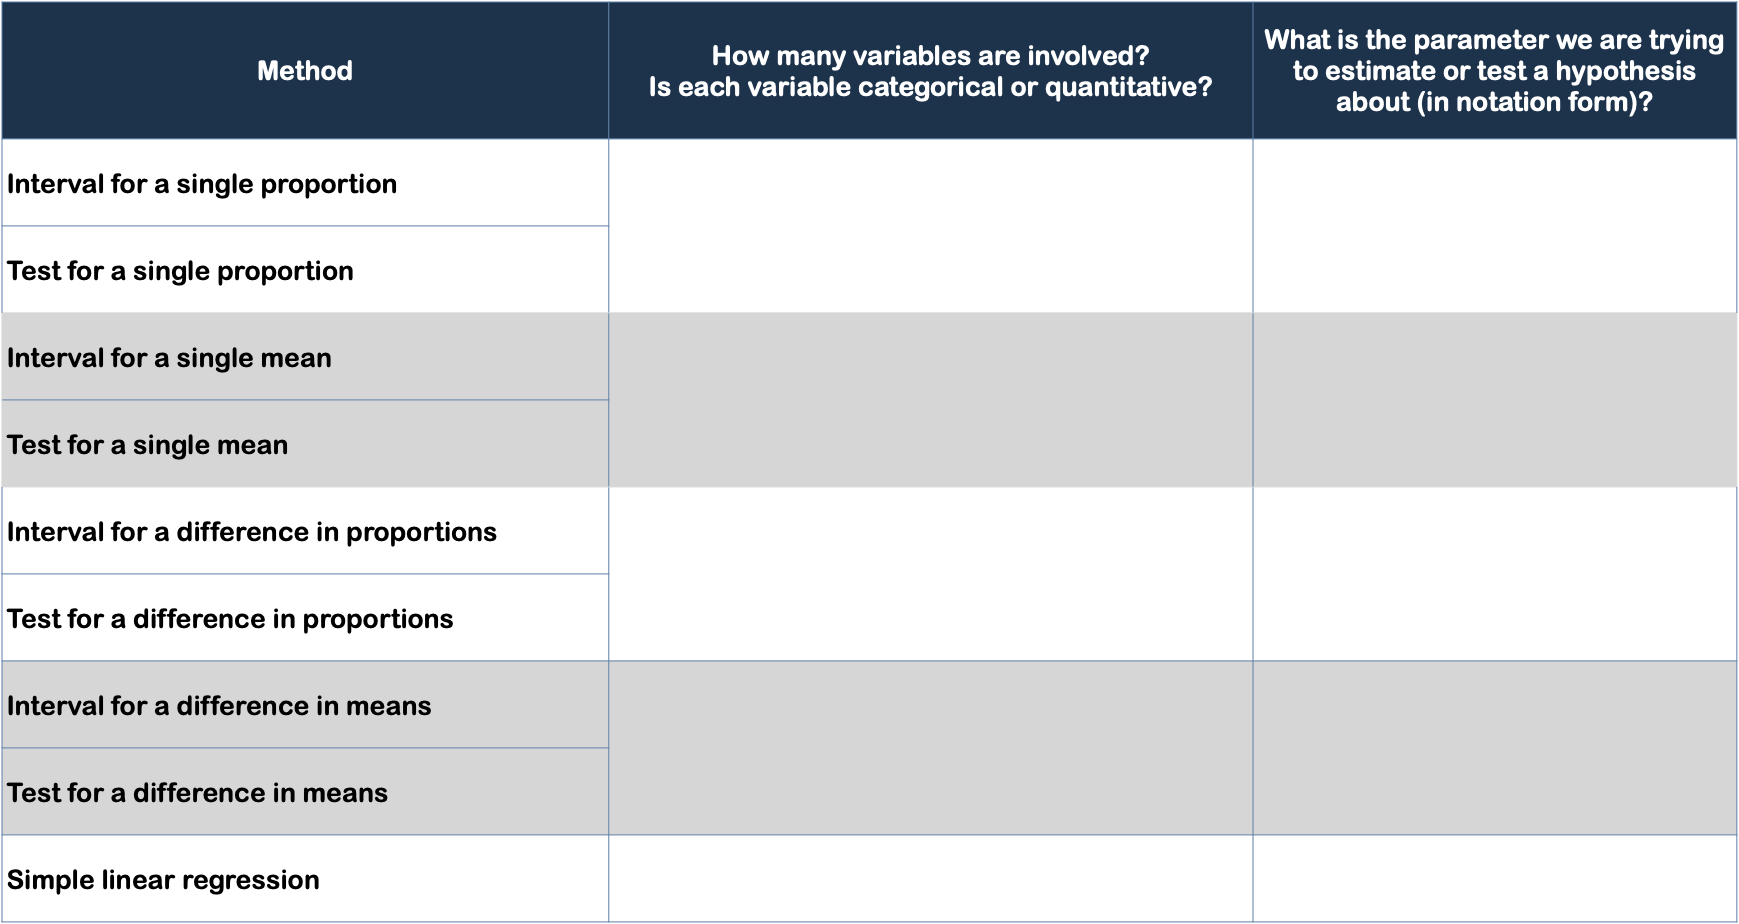 Method
How many variables are involved?
Is each variable categorical or quantitative?
What is the parameter we are trying
to estimate or test a hypothesis
about (in notation form)?
Interval for a single proportion
Test for a single proportion
Interval for a single mean
Test for a single mean
Interval for a difference in proportions
Test for a difference in proportions
Interval for a difference in means
Test for a difference in means
Simple linear regression